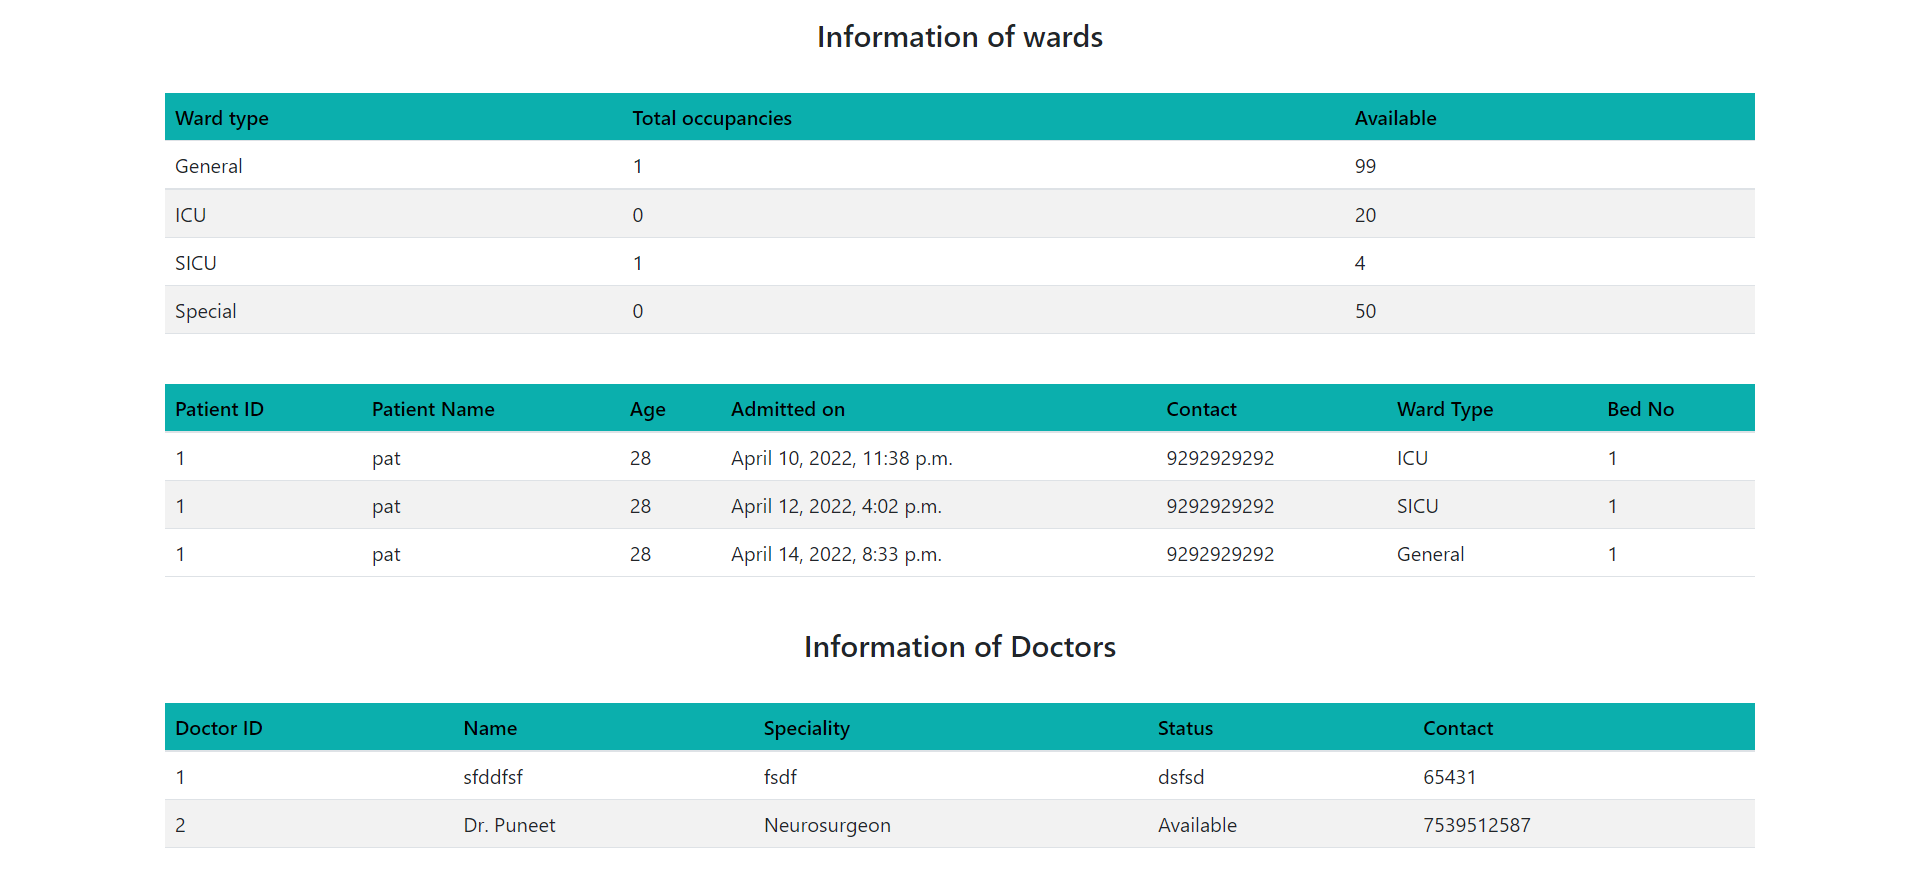 Information of wards
Ward type Total occupancies Available
General 1 99
ICU 0 20
SICU 1 4
Special 0 50
Patient ID Patient Name Age Admitted on Contact Ward Type Bed No
1 pat 28 April 10, 2022, 11:38 p.m. 9292929292 ICU 1
1 pat 28 April 12, 2022, 4:02 p.m. 9292929292 SICU 1
1 pat 28 April 14, 2022, 8:33 p.m. 9292929292 General 1
Information of Doctors
Doctor ID Name Speciality Status Contact
1 sfddfsf fsdf dsfsd 65431
2 Dr. Puneet Neurosurgeon Available 7539512587